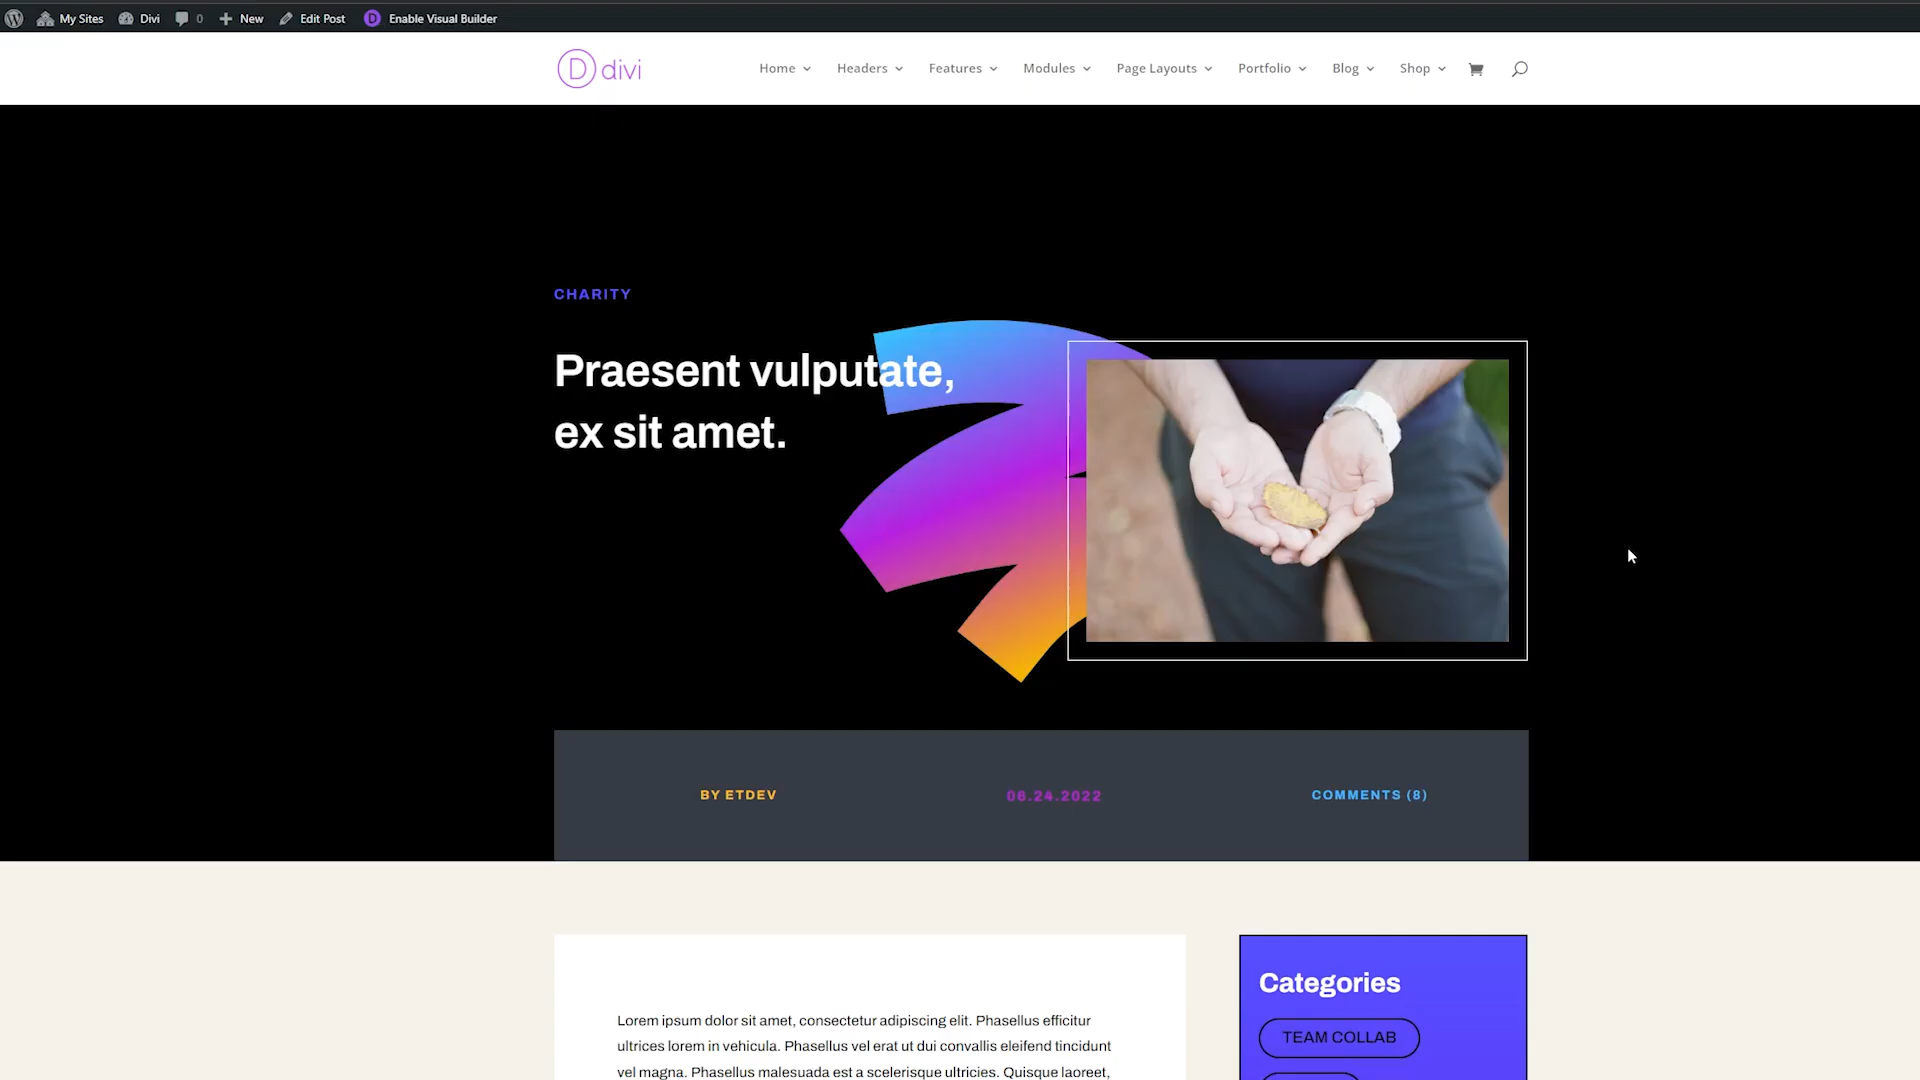 My Sites Divi 0 New Edit Post D Enable Visual Builder
D divi Home Headers Features Modules Page Layouts Portfolio Blog Shop
CHARITY
Praesent vulputate,
ex sit amet.
BY ETDEV 06.24.2022 COMMENTS (8)
Categories
TEAM COLLAB
Lorem ipsum dolor sit amet, consectetur adipiscing elit. Phasellus efficitur
ultrices lorem in vehicula. Phasellus vel erat ut dui convallis eleifend tincidunt
vel magna. Phasellus malesuada est a scelerisque ultricies. Quisque laoreet,